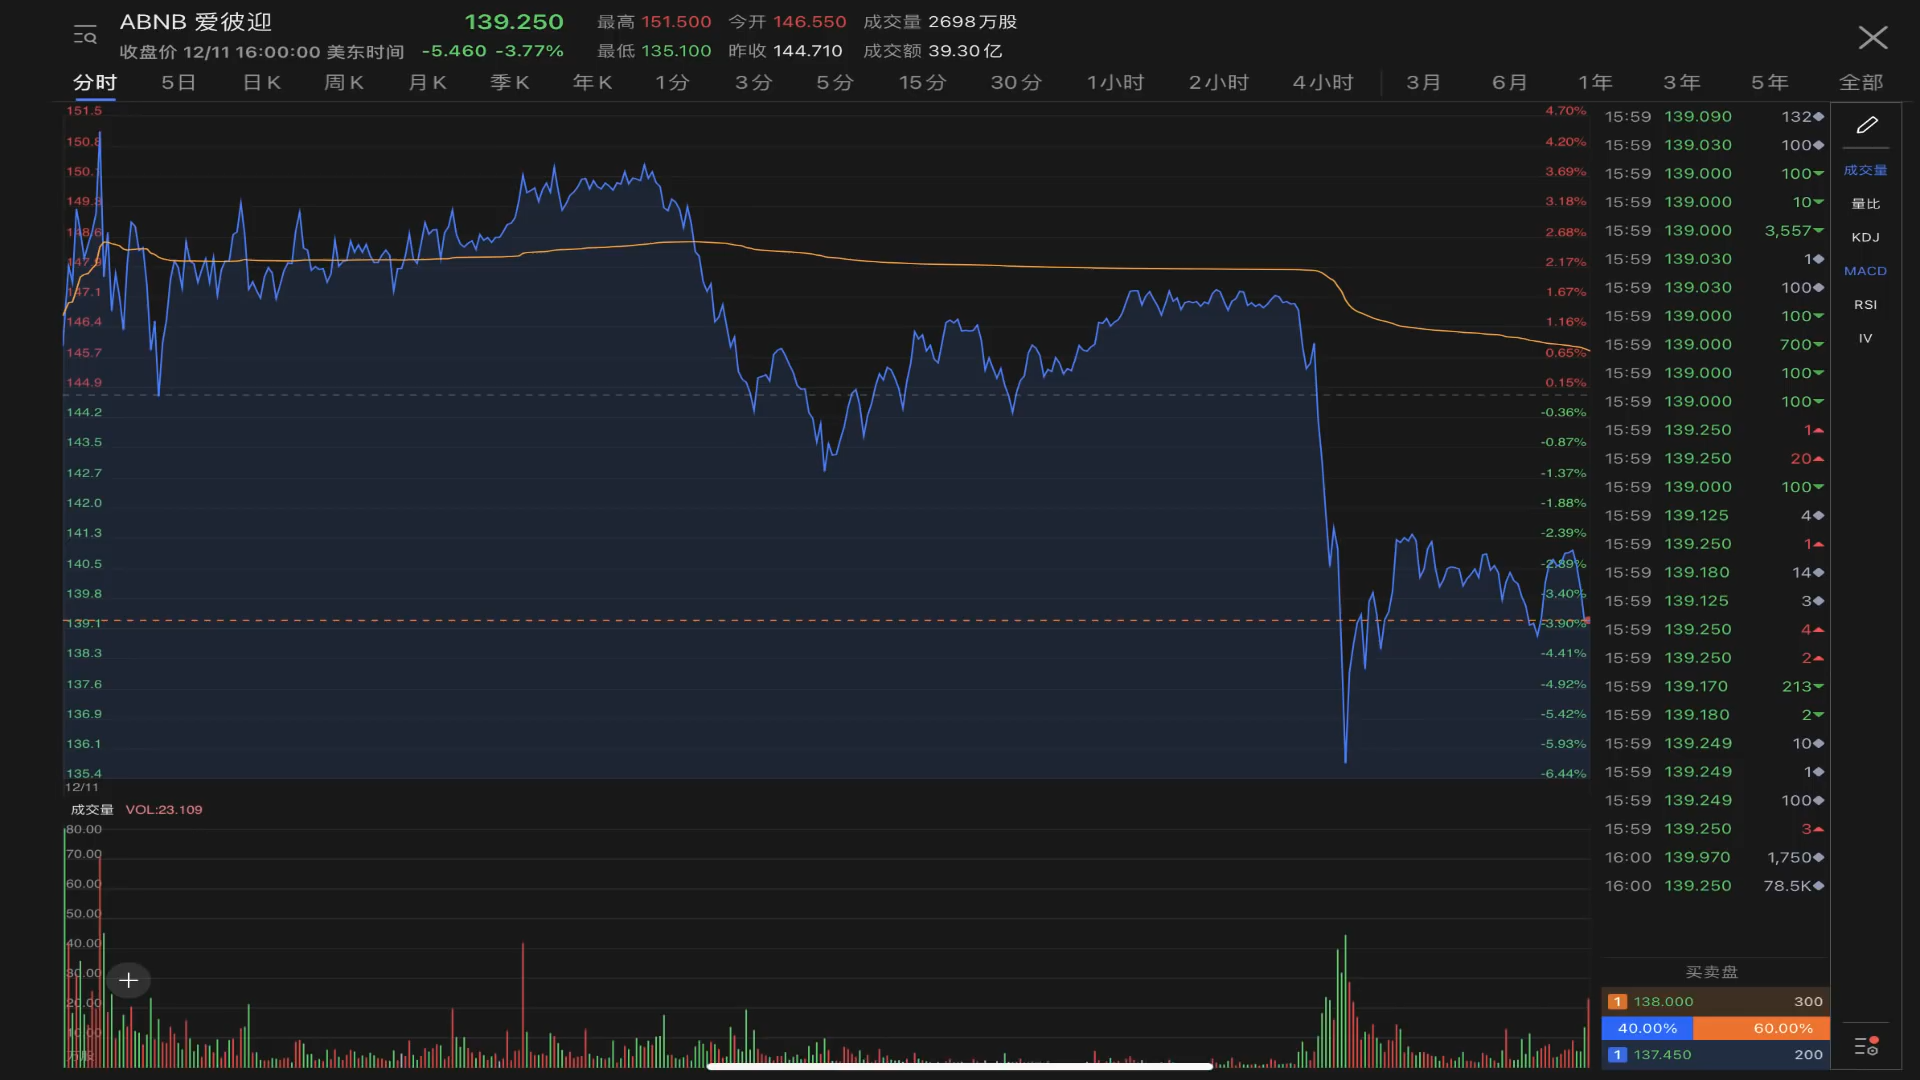 ABNB 爱彼迎 139.250 最高 151.500 今开 146.550 成交量 2698万股
收盘价 12/11 16:00:00 美东时间 -5.460 -3.77% 最低 135.100 昨收 144.710 成交额 39.30亿
分时 5日 日K 周K 月K 季K 年K 1分 3分 5分 15分 30分 1小时 2小时 4小时 3月 6月 1年 3年 5年 全部
151.5 4.70%
150.8 4.20%
150. 3.69%
149.3 3.18%
148.6 2.68%
147.9 2.17%
147.1 1.67%
146.4 1.16%
145.7 0.65%
144.9 0.15%
144.2 -0.36%
143.5 -0.87%
142.7 -1.37%
142.0 -1.88%
141.3 -2.39%
140.5 -2.89%
139.8 -3.40%
139.1 -3.90%
138.3 -4.41%
137.6 -4.92%
136.9 -5.42%
136.1 -5.93%
135.4 -6.44%
12/11
成交量 VOL:23.109
80.00
70.00
60.00
50.00
40.00
30.00
20.00
10.00
万股
15:59 139.090 132
15:59 139.030 100
15:59 139.000 100
15:59 139.000 10
15:59 139.000 3,557
15:59 139.030 1
15:59 139.030 100
15:59 139.000 100
15:59 139.000 700
15:59 139.000 100
15:59 139.000 100
15:59 139.250 1
15:59 139.250 20
15:59 139.000 100
15:59 139.125 4
15:59 139.250 1
15:59 139.180 14
15:59 139.125 3
15:59 139.250 4
15:59 139.250 2
15:59 139.170 213
15:59 139.180 2
15:59 139.249 10
15:59 139.249 1
15:59 139.249 100
15:59 139.250 3
16:00 139.970 1,750
16:00 139.250 78.5K
买卖盘
1 138.000 300
40.00% 60.00%
1 137.450 200
成交量
量比
KDJ
MACD
RSI
IV